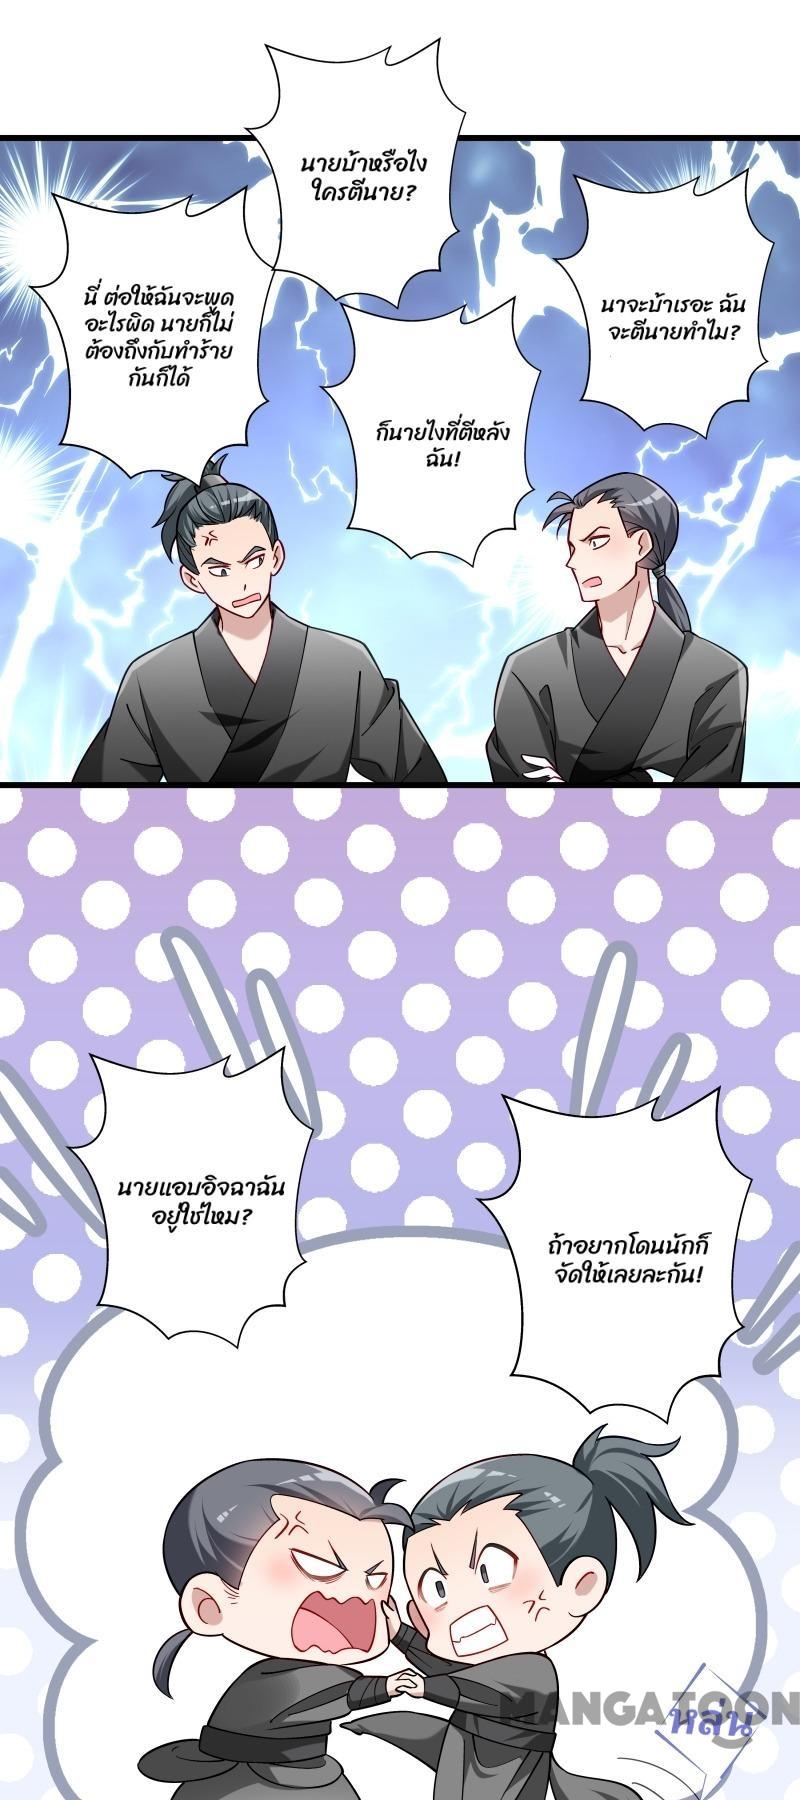 นายบ้าหรือไง
ใครตีนาย?
นี่ ต่อให้ฉันจะพูด
อะไรผิด นายก็ไม่
ต้องถึงกับทำร้าย
กันก็ได้
นาจะบ้าเรอะ ฉัน
จะตีนายทำไม?
ก็นายไงที่ตีหลัง
ฉัน!
นายแอบอิจฉาฉัน
อยู่ใช่ไหม?
ถ้าอยากโดนนักก็
จัดให้เลยละกัน!
MANGATOON
หล่น